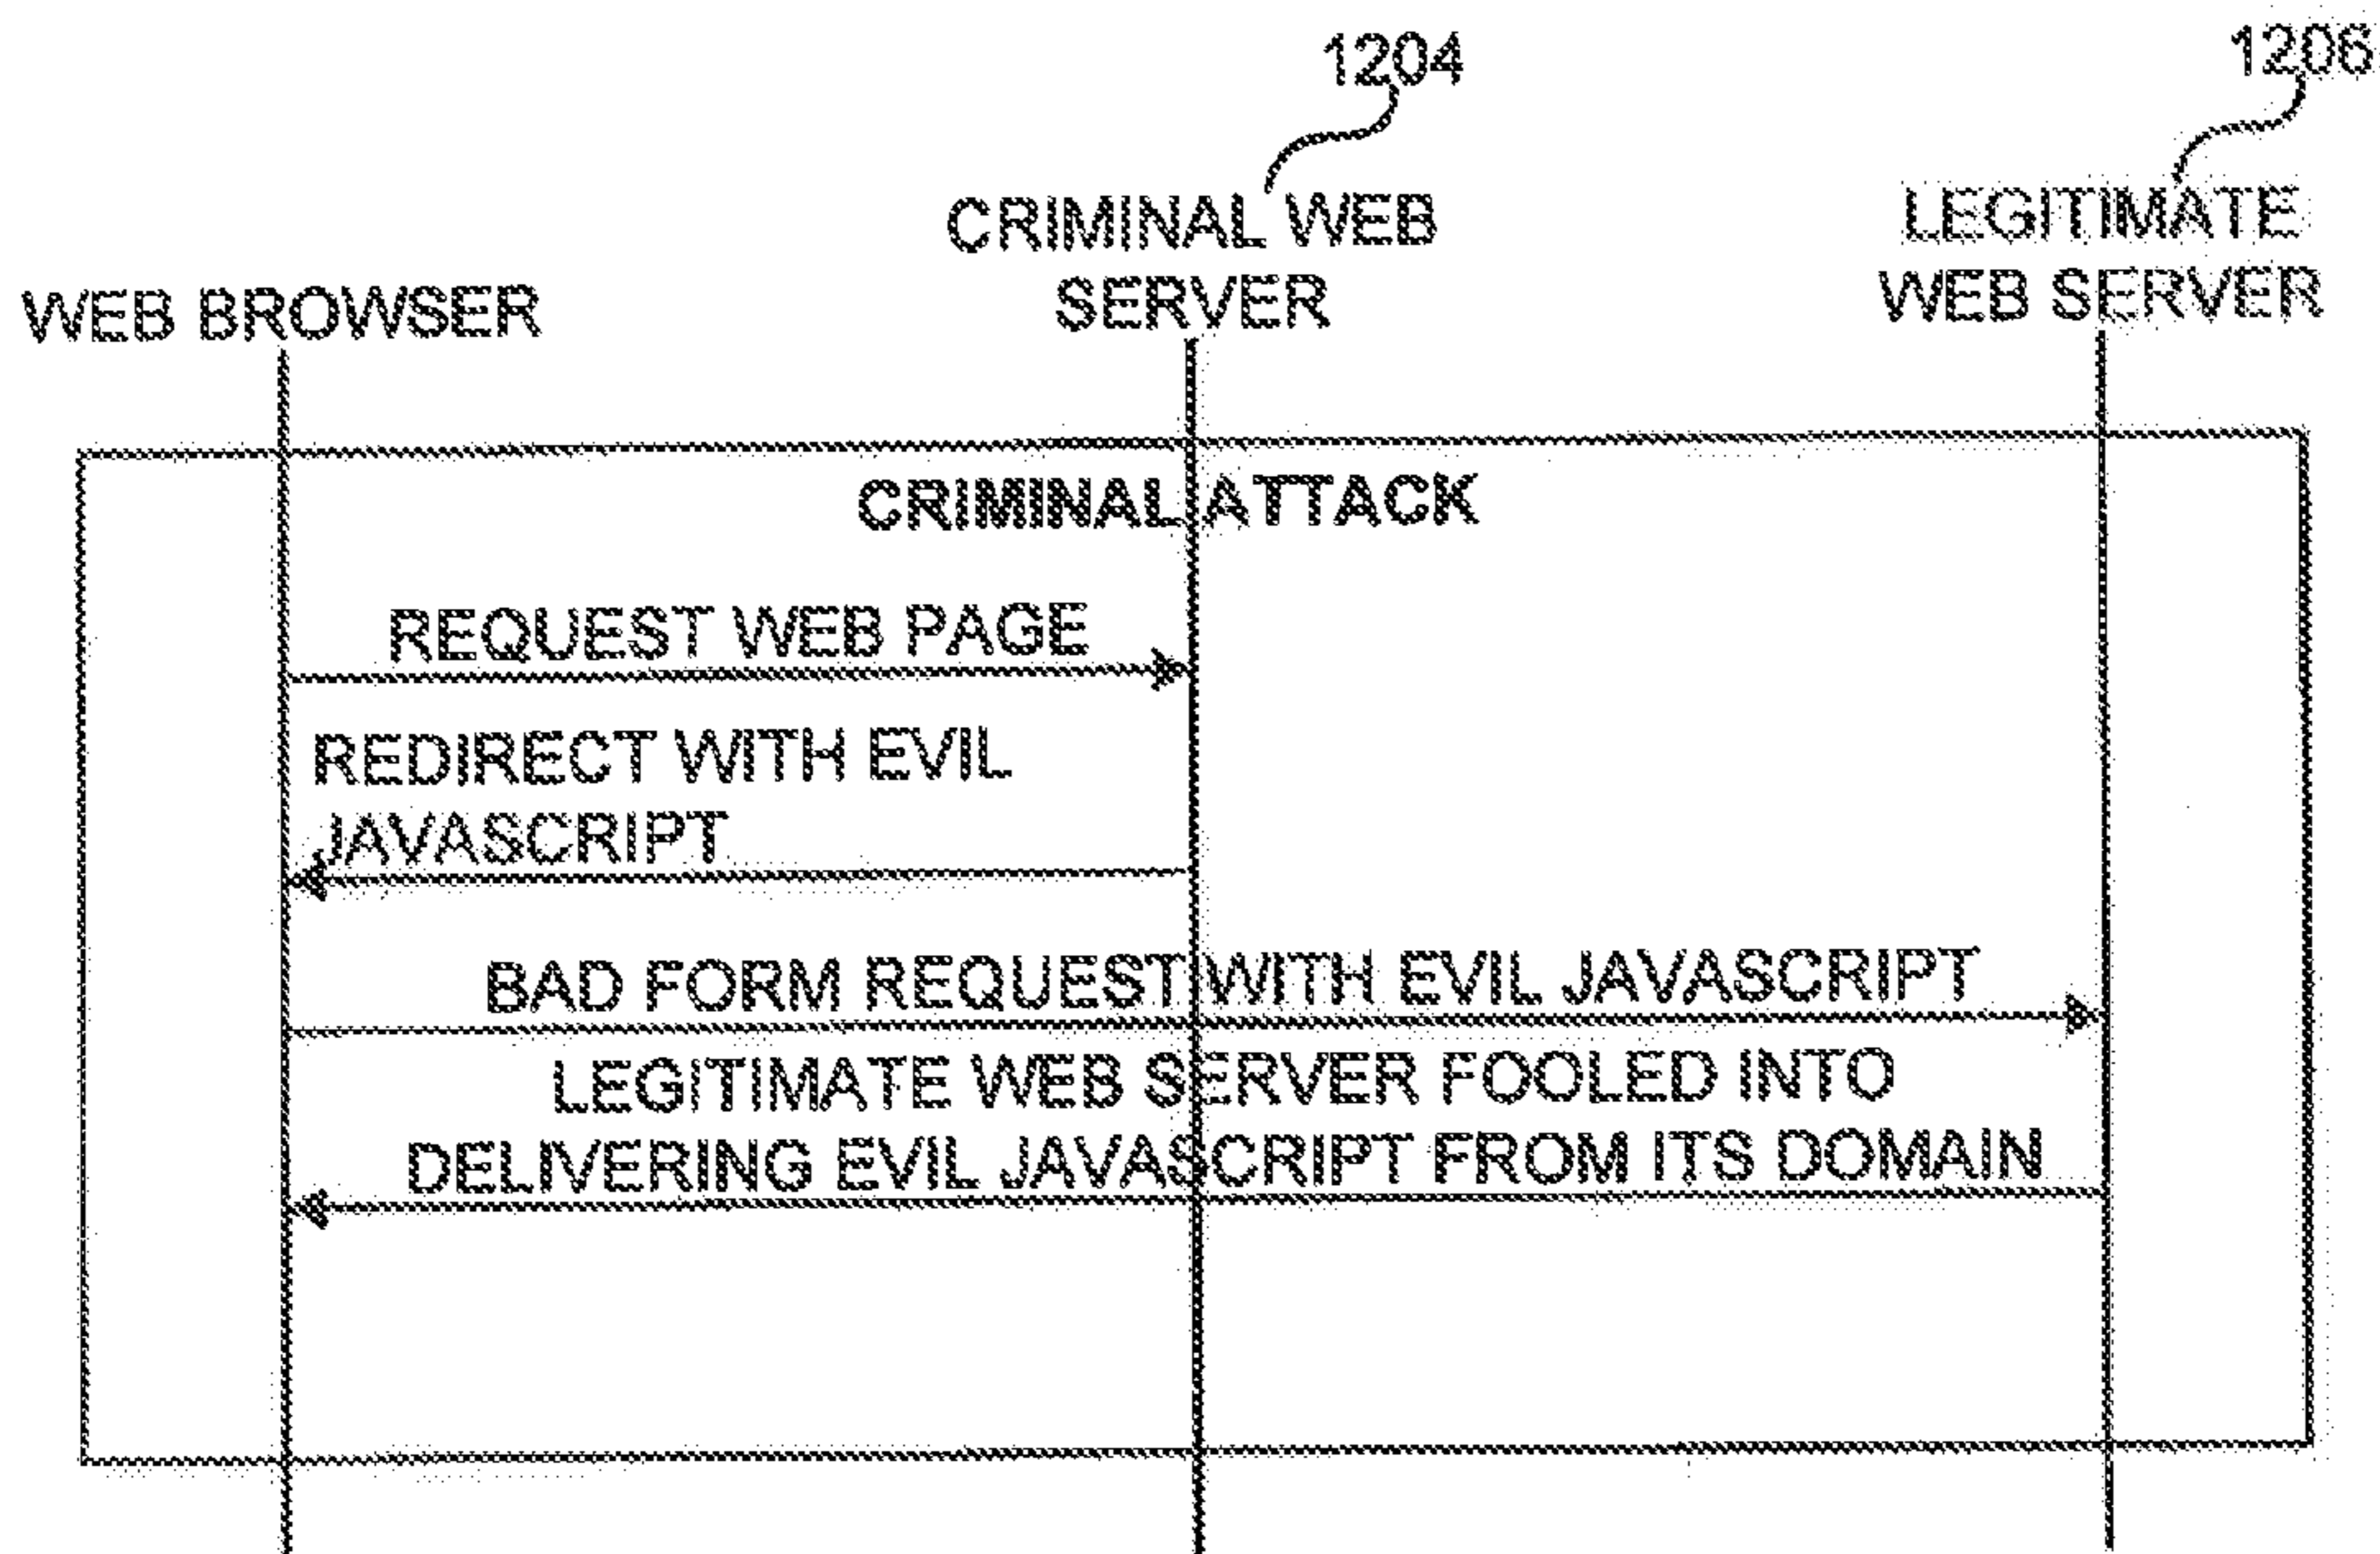 1204
1206
CRIMINAL WEB
SERVER
LEGITIMATE
WEB SERVER
WEB BROWSER
CRIMINAL ATTACK
REQUEST WEB PAGE
REDIRECT WITH EVIL
JAVASCRIPT
BAD FORM REQUEST WITH EVIL JAVASCRIPT
LEGITIMATE WEB SERVER FOOLED INTO
DELIVERING EVIL JAVASCRIPT FROM ITS DOMAIN